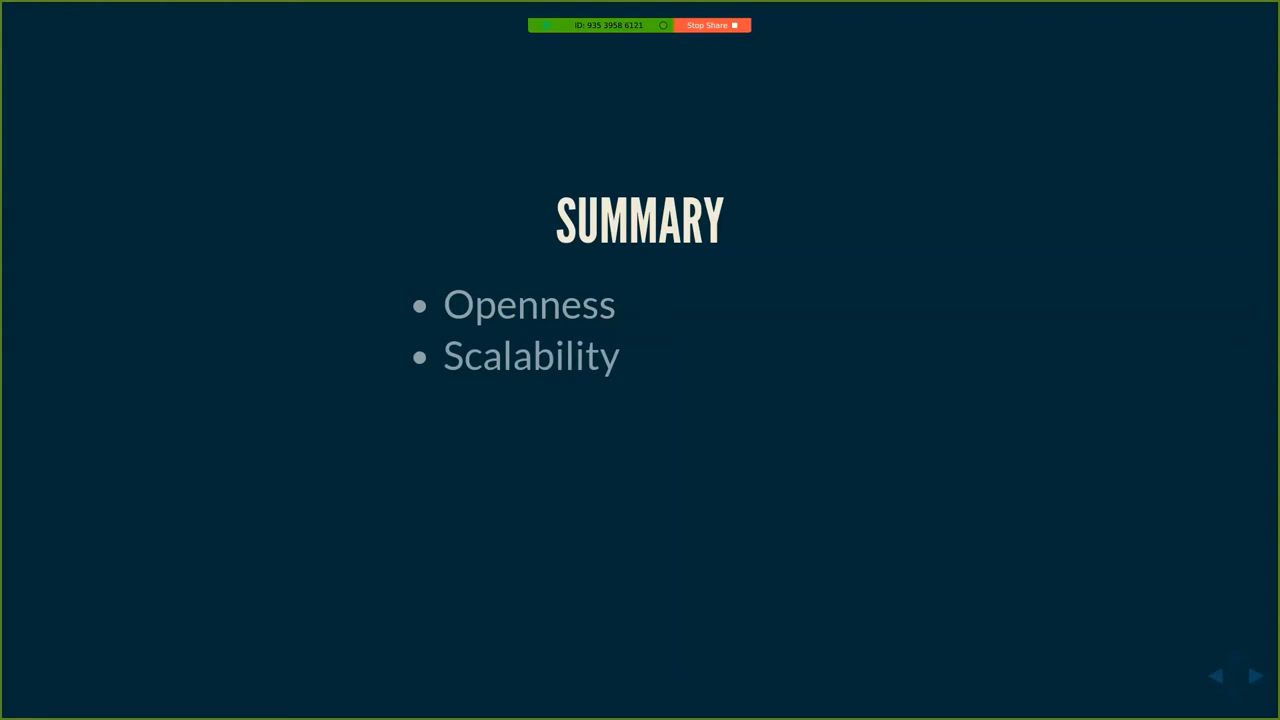 ID: 935 3958 6121 Stop Share
SUMMARY
• Openness
• Scalability